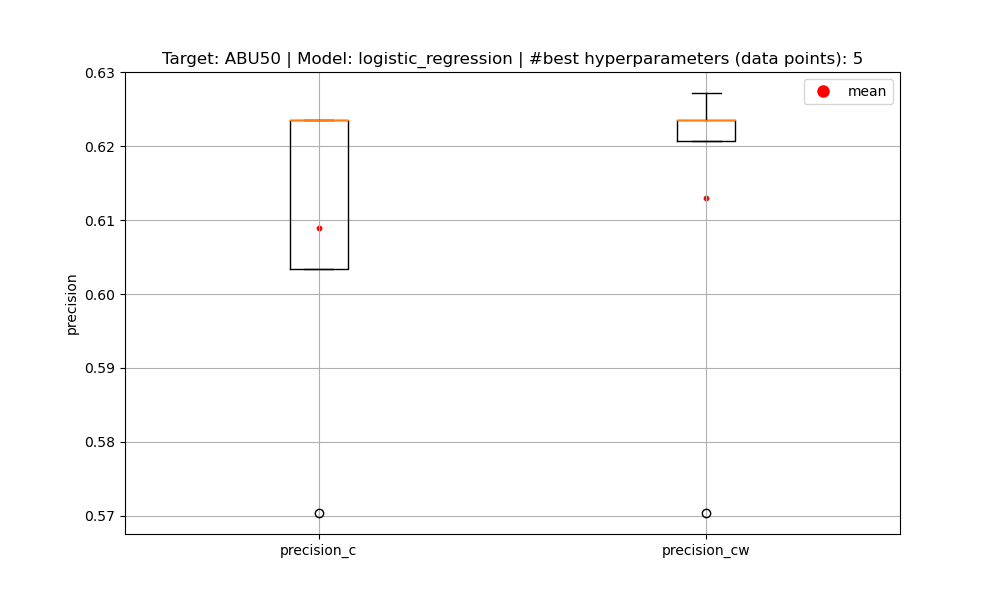 Target: ABU50 | Model: logistic_regression | #best hyperparameters (data points): 5
mean
precision
0.63
0.62
0.61
0.60
0.59
0.58
0.57
precision_c
precision_cw